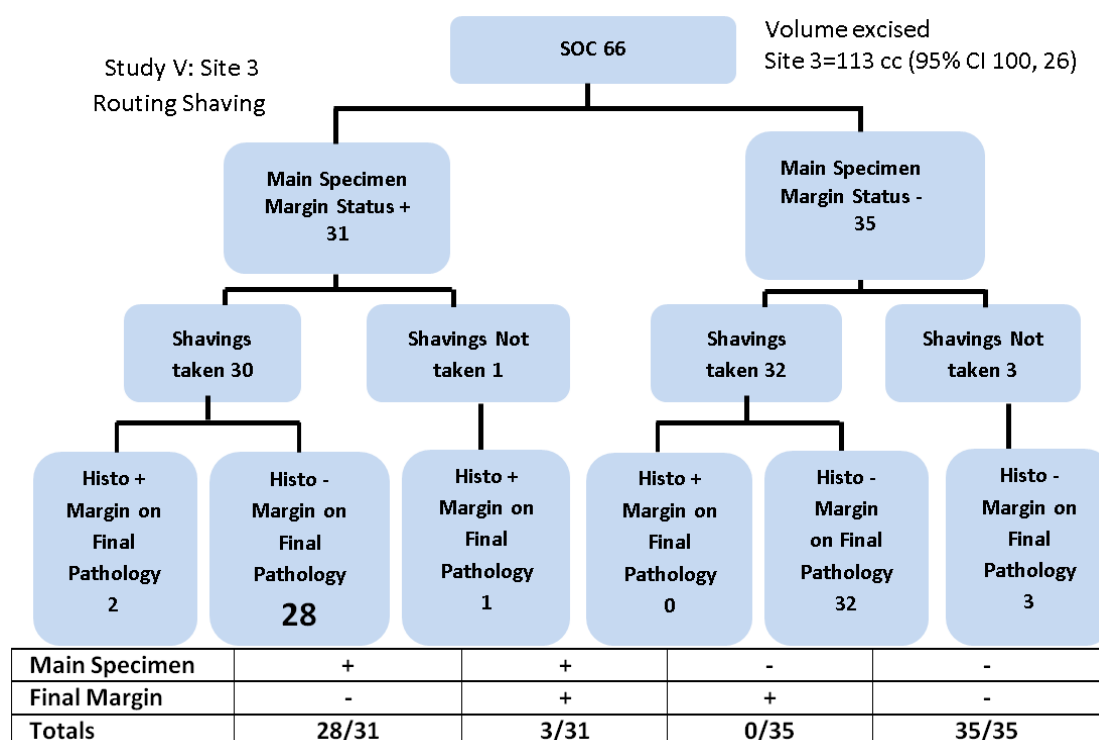 Study V: Site 3
Routing Shaving
SOC 66
Volume excised
Site 3=113 cc (95% CI 100, 26)
Main Specimen
Margin Status +
31
Main Specimen
Margin Status -
35
Shavings
taken 30
Shavings Not
taken 1
Shavings
taken 32
Shavings Not
taken 3
Histo +
Margin on
Final
Pathology
2
Histo -
Margin on
Final
Pathology
28
Histo +
Margin on
Final
Pathology
1
Histo +
Margin on
Final
Pathology
0
Histo -
Margin
on Final
Pathology
32
Histo -
Margin on
Final
Pathology
3
Main Specimen + + - -
Final Margin - + + -
Totals 28/31 3/31 0/35 35/35